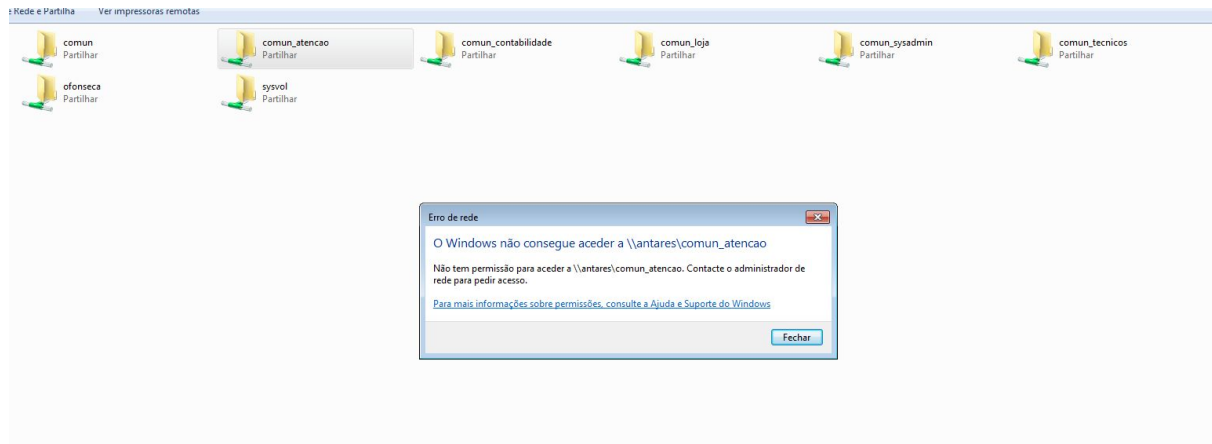 e Rede e Partilha Ver impressoras remotas
comun
Partilhar
comun_atencao
Partilhar
comun_contabilidade
Partilhar
comun_loja
Partilhar
comun_sysadmin
Partilhar
comun_tecnicos
Partilhar
ofonseca
Partilhar
sysvol
Partilhar
Erro de rede
O Windows não consegue aceder a \\antares\comun_atencao
Não tem permissão para aceder a \\antares\comun_atencao. Contacte o administrador de
rede para pedir acesso.
Para mais informações sobre permissões, consulte a Ajuda e Suporte do Windows
Fechar